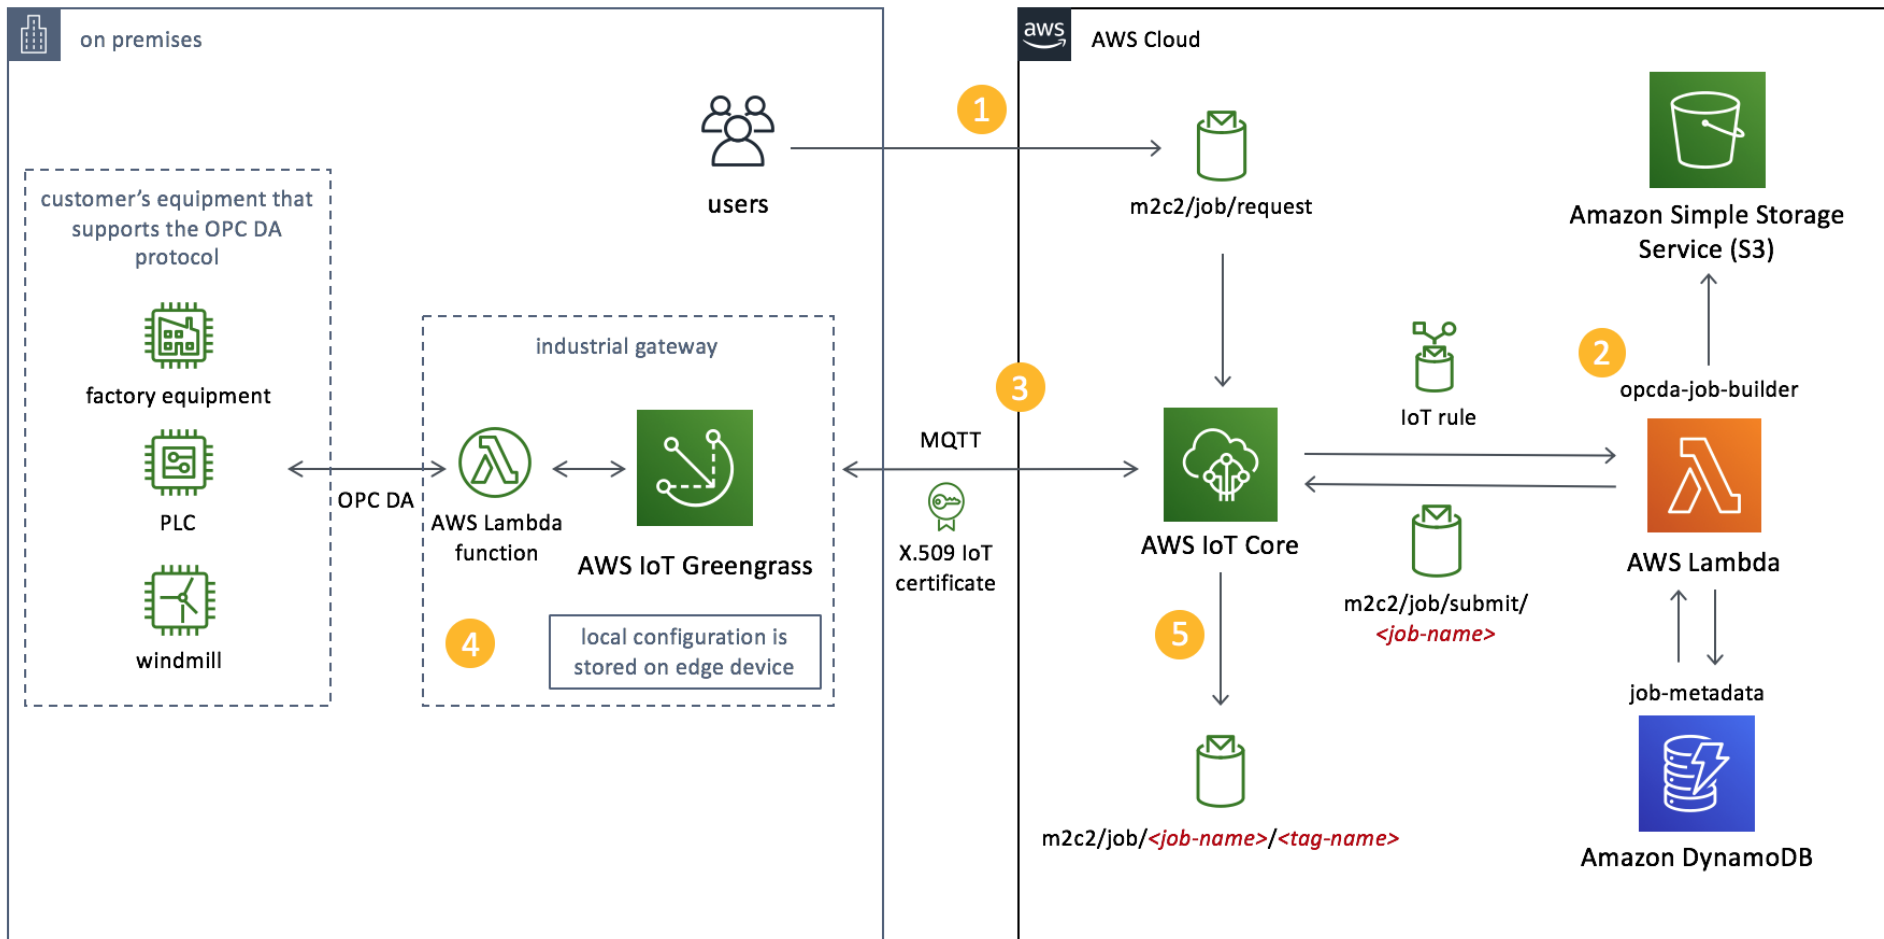 on premises
aws
AWS Cloud
1
users
m2c2/job/request
Amazon Simple Storage
Service (S3)
customer's equipment that
supports the OPC DA
protocol
factory equipment
PLC
windmill
OPC DA
industrial gateway
AWS Lambda
function
AWS IoT Greengrass
4
local configuration is
stored on edge device
3
MQTT
X.509 IoT
certificate
AWS IoT Core
IoT rule
2
opcda-job-builder
AWS Lambda
m2c2/job/submit/
<job-name>
5
job-metadata
m2c2/job/<job-name>/<tag-name>
Amazon DynamoDB